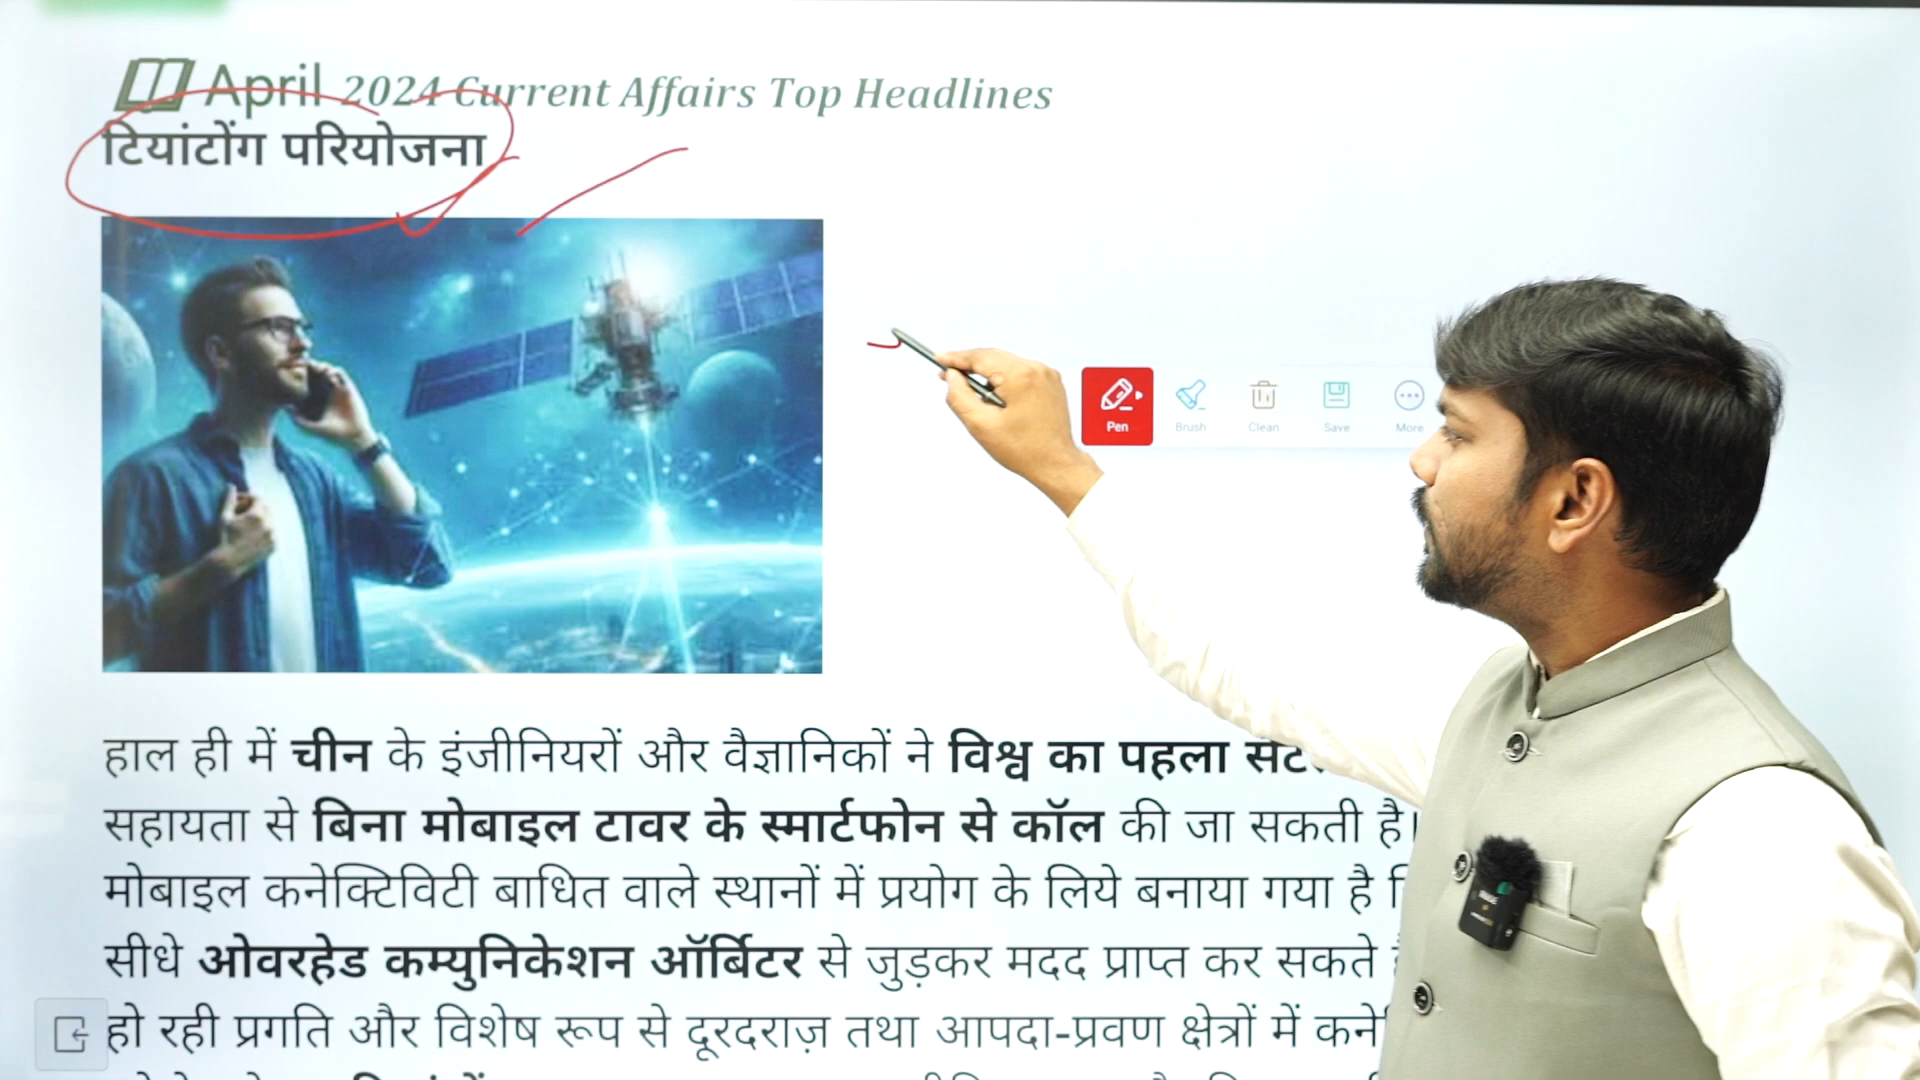 April 2024 Current Affairs Top Headlines
टियांटोंग परियोजना
Pen Brush Clean Save More
हाल ही में चीन के इंजीनियरों और वैज्ञानिकों ने विश्व का पहला
सहायता से बिना मोबाइल टावर के स्मार्टफोन से कॉल की जा सकती है।
मोबाइल कनेक्टिविटी बाधित वाले स्थानों में प्रयोग के लिये बनाया गया है
सीधे ओवरहेड कम्युनिकेशन ऑर्बिटर से जुड़कर मदद प्राप्त कर सकते
हो रही प्रगति और विशेष रूप से दूरदराज़ तथा आपदा-प्रवण क्षेत्रों में